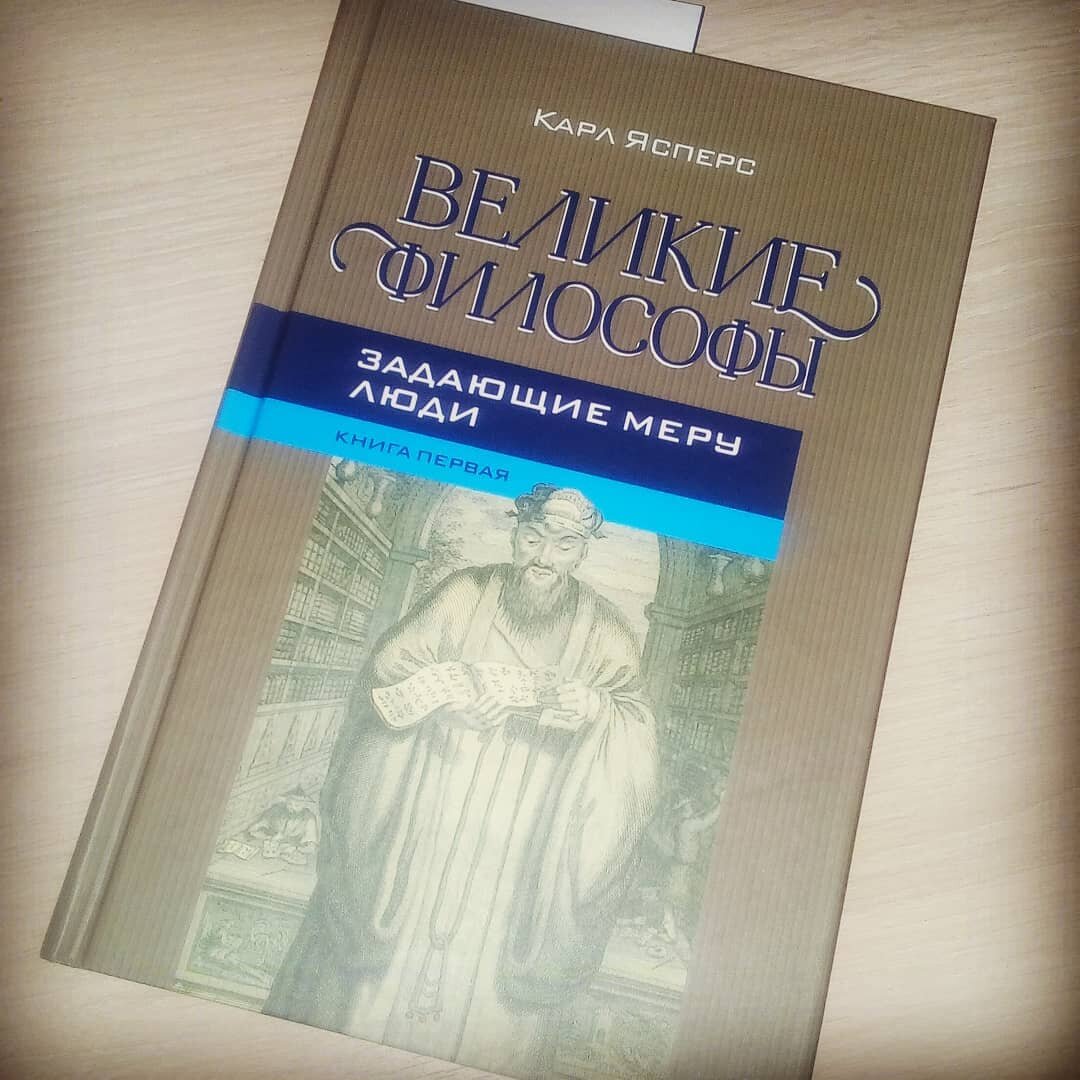 Карл Ясперс
ВЕЛИКИЕ
ФИЛОСОФЫ
ЗАДАЮЩИЕ МЕРУ
ЛЮДИ
КНИГА ПЕРВАЯ